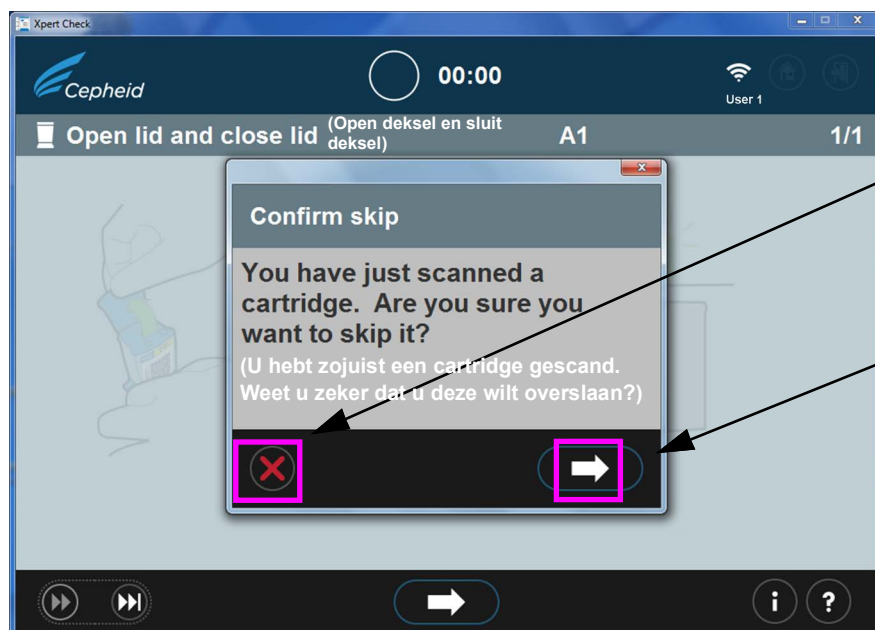 Xpert Check
Cepheid
00:00
User 1
Open lid and close lid (Open deksel en sluit
deksel)
A1
1/1
Confirm skip
You have just scanned a
cartridge. Are you sure you
want to skip it?
(U hebt zojuist een cartridge gescand.
Weet u zeker dat u deze wilt overslaan?)
i
?